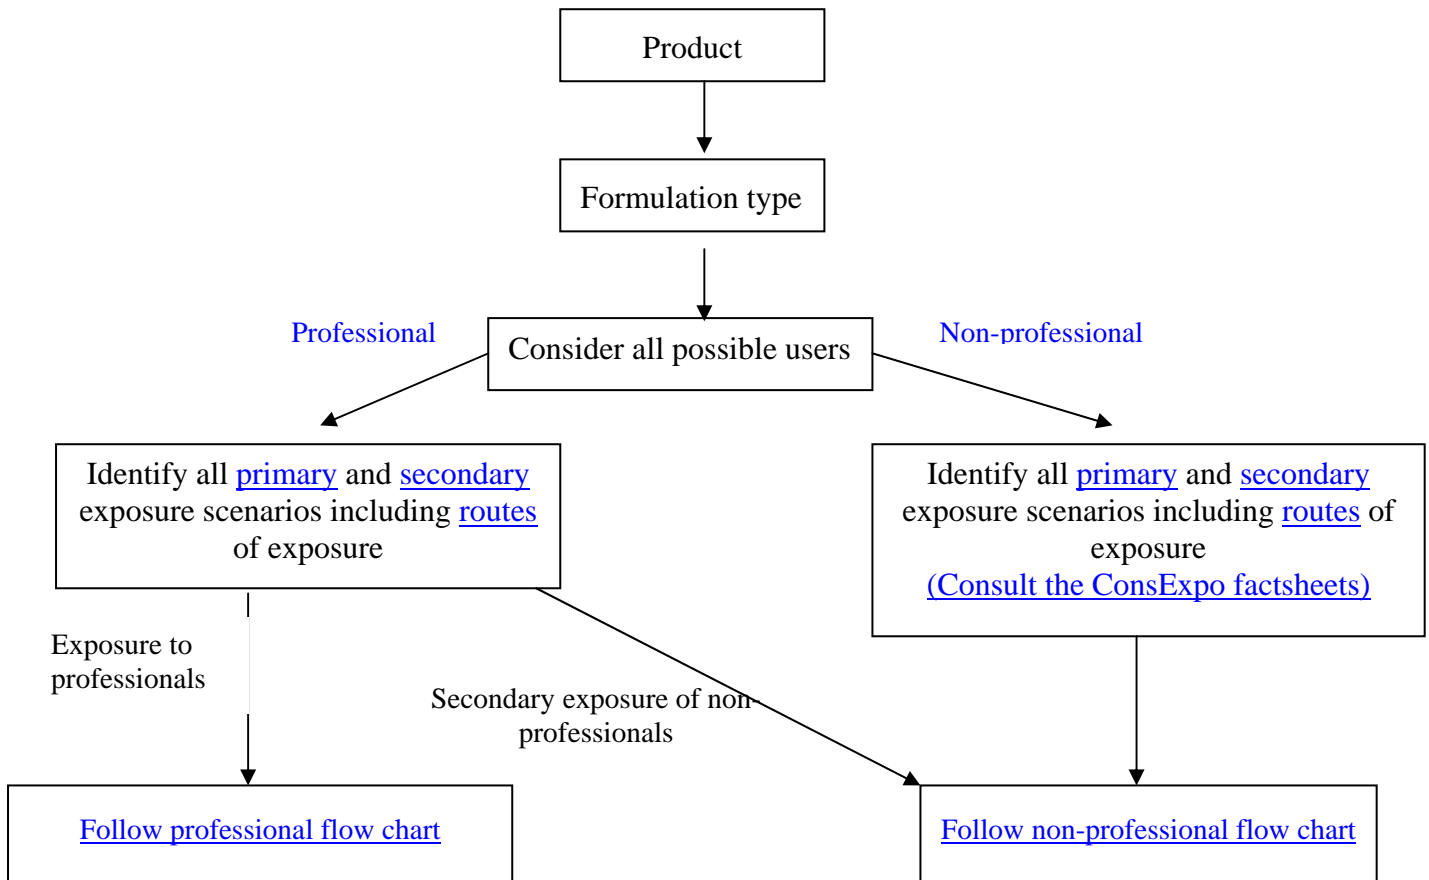 Product
Formulation type
Professional
Consider all possible users
Non-professional
Identify all primary and secondary
exposure scenarios including routes
of exposure
Identify all primary and secondary
exposure scenarios including routes of
exposure
(Consult the ConsExpo factsheets)
Exposure to
professionals
Secondary exposure of non-
professionals
Follow professional flow chart
Follow non-professional flow chart